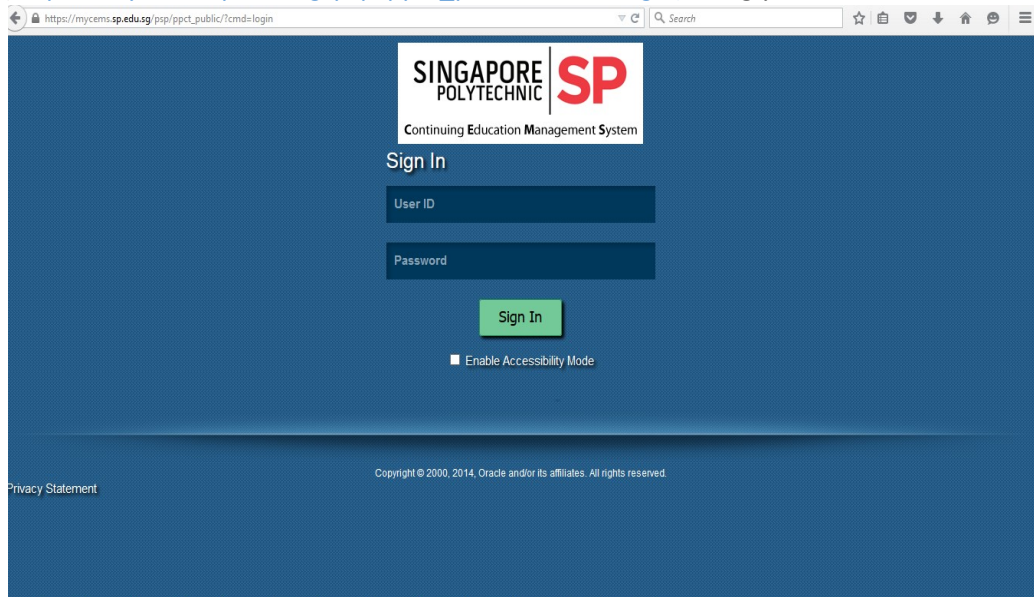 https://mycems.sp.edu.sg/psp/ppct_public/?cmd=login
Search
SINGAPORE
POLYTECHNIC
SP
Continuing Education Management System
Sign In
User ID
Password
Sign In
Enable Accessibility Mode
Copyright © 2000, 2014, Oracle and/or its affiliates. All rights reserved.
Privacy Statement